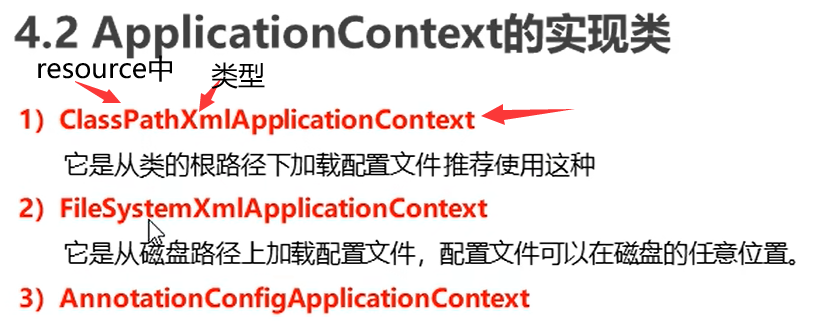 4.2 ApplicationContext的实现类
resource中
类型
1）ClassPathXmlApplicationContext
它是从类的根路径下加载配置文件推荐使用这种
2）FileSystemXmlApplicationContext
它是从磁盘路径上加载配置文件，配置文件可以在磁盘的任意位置。
3）AnnotationConfigApplicationContext